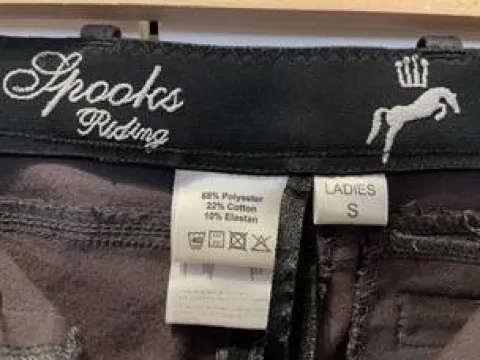 Spooks
Riding
68% Polyester
22% Cotton
10% Elastan
LADIES
S